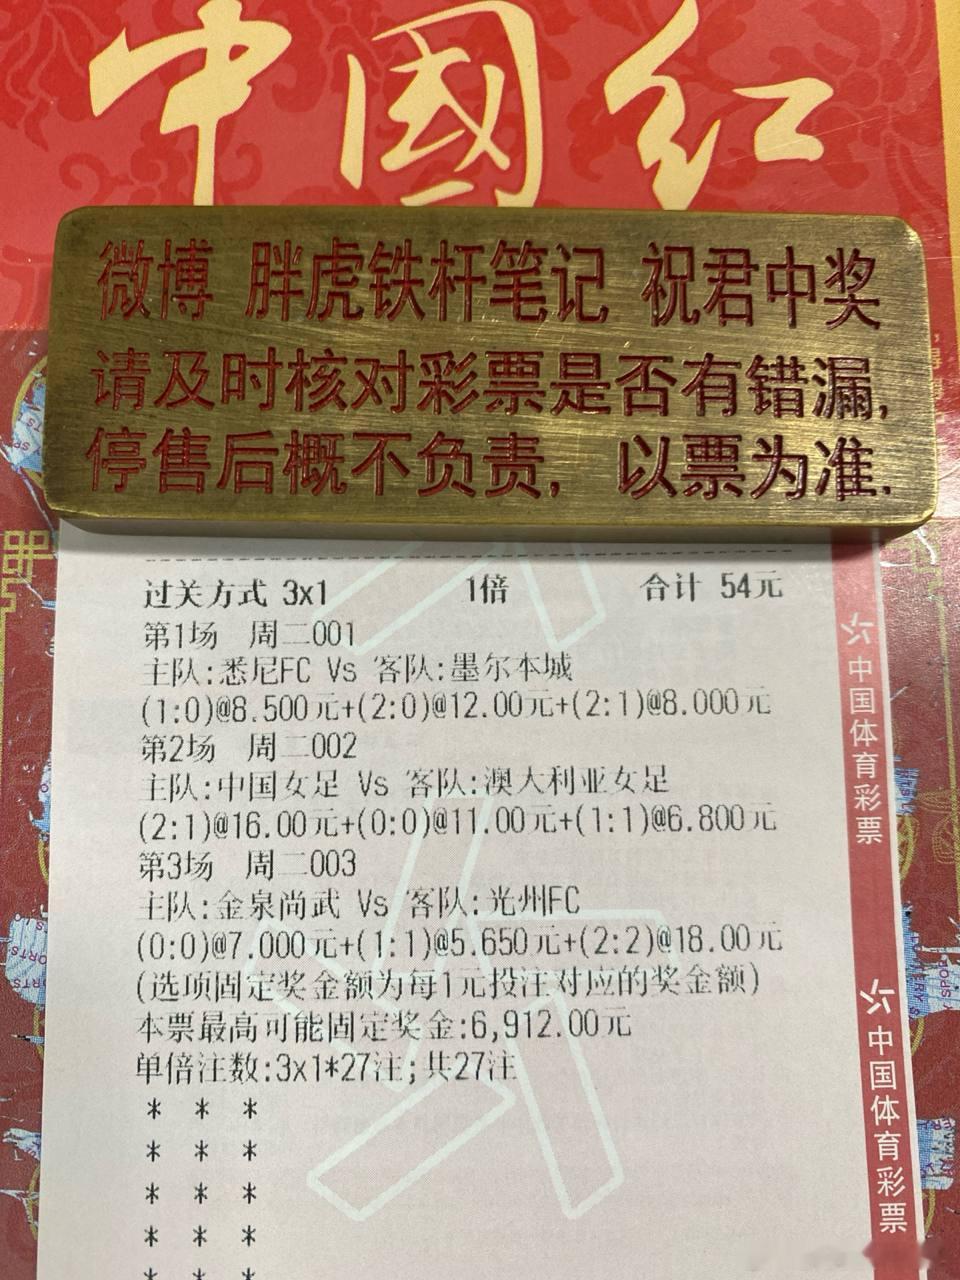 中國红
微博 胖虎铁杆笔记 祝君中奖
请及时核对彩票是否有错漏,
停售后概不负责, 以票为准.
过关方式 3x1 1倍 合计 54元
第1场 周二001
主队:悉尼FC Vs 客队:墨尔本城
(1:0)@8.500元+(2:0)@12.00元+(2:1)@8.000元
第2场 周二002
主队:中国女足 Vs 客队:澳大利亚女足
(2:1)@16.00元+(0:0)@11.00元+(1:1)@6.800元
第3场 周二003
主队:金泉尚武 Vs 客队:光州FC
(0:0)@7.000元+(1:1)@5.650元+(2:2)@18.00元
(选项固定奖金额为每1元投注对应的奖金额)
本票最高可能固定奖金:6,912.00元
单倍注数:3x1*27注;共27注
* * *
* * *
* * *
* * *
* * *
中国体育彩票
中国体育彩票